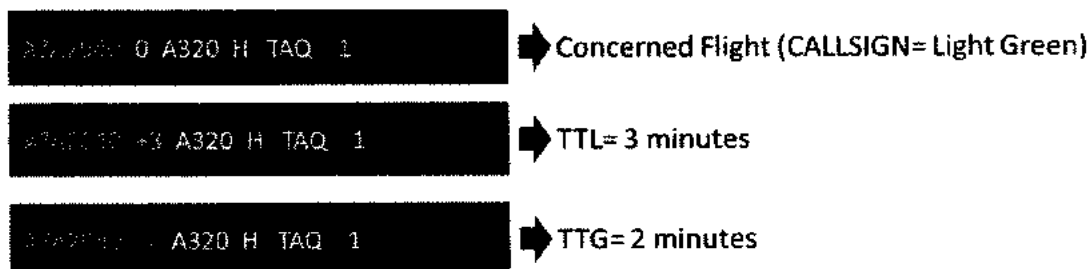 0 A320 H TAQ 1 Concerned Flight (CALLSIGN= Light Green)
+3 A320 H TAQ 1 TTL= 3 minutes
A320 H TAQ 1 TTG= 2 minutes